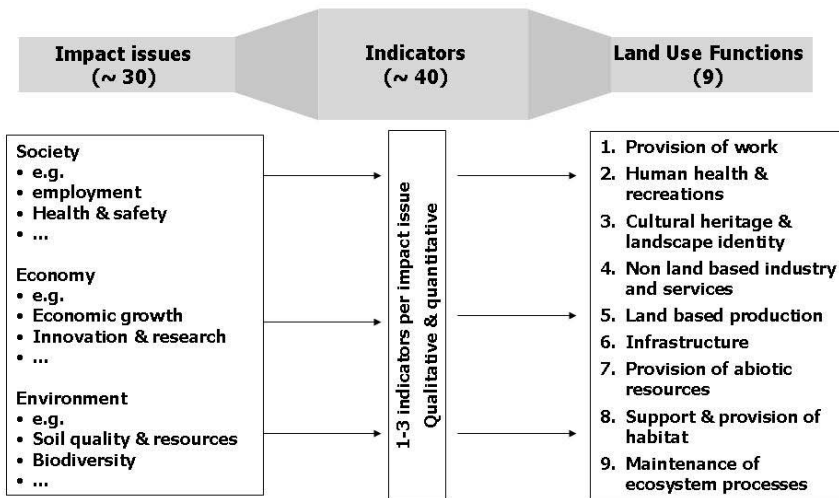 Impact issues
(~ 30)
Indicators
(~ 40)
Land Use Functions
(9)
Society
• e.g.
• employment
• Health & safety
• ...
Economy
• e.g.
• Economic growth
• Innovation & research
• ...
Environment
• e.g.
• Soil quality & resources
• Biodiversity
• ...
1-3 indicators per impact issue
Qualitative & quantitative
1. Provision of work
2. Human health &
recreations
3. Cultural heritage &
landscape identity
4. Non land based industry
and services
5. Land based production
6. Infrastructure
7. Provision of abiotic
resources
8. Support & provision of
habitat
9. Maintenance of
ecosystem processes